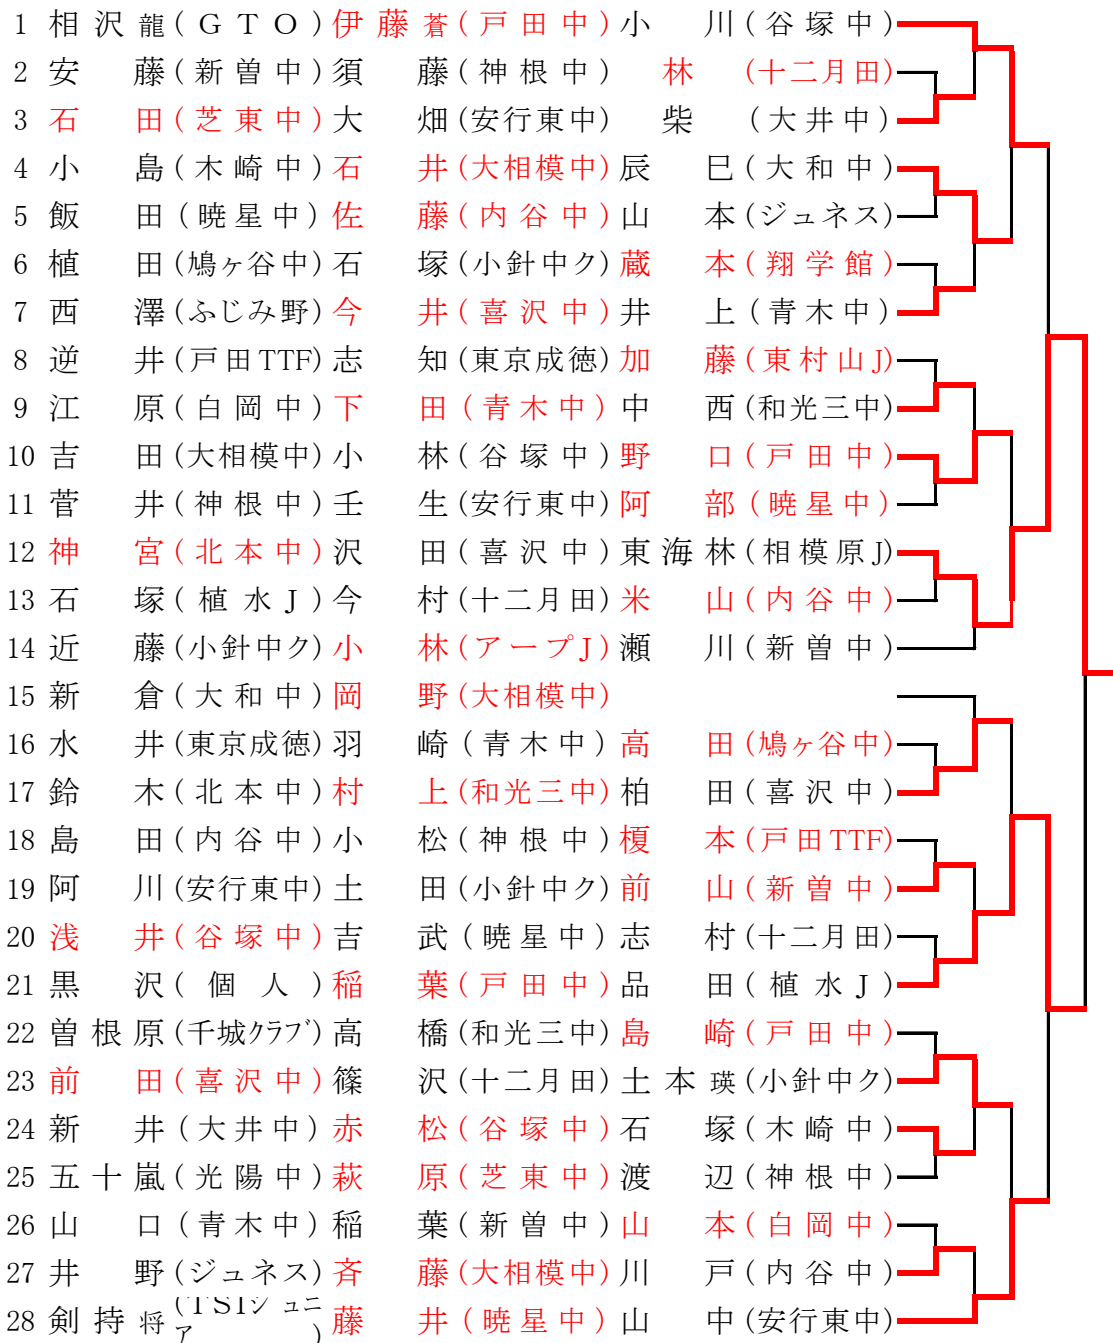 1 相沢龍(GTO) 伊藤蒼(戸田中) 小川(谷塚中)
2 安藤(新曽中) 須藤(神根中) 林(十二月田)
3 石田(芝東中) 大畑(安行東中) 柴(大井中)
4 小島(木崎中) 石井(大相模中) 辰巳(大和中)
5 飯田(暁星中) 佐藤(内谷中) 山本(ジュネス)
6 植田(鳩ヶ谷中) 石塚(小針中ク) 蔵本(翔学館)
7 西澤(ふじみ野) 今井(喜沢中) 井上(青木中)
8 逆井(戸田TTF) 志知(東京成徳) 加藤(東村山J)
9 江原(白岡中) 下田(青木中) 中西(和光三中)
10 吉田(大相模中) 小林(谷塚中) 野口(戸田中)
11 菅井(神根中) 壬生(安行東中) 阿部(暁星中)
12 神宮(北本中) 沢田(喜沢中) 東海林(相模原J)
13 石塚(植水J) 今村(十二月田) 米山(内谷中)
14 近藤(小針中ク) 小林(アープJ) 瀬川(新曽中)
15 新倉(大和中) 岡野(大相模中)
16 水井(東京成徳) 羽崎(青木中) 高田(鳩ヶ谷中)
17 鈴木(北本中) 村上(和光三中) 柏田(喜沢中)
18 島田(内谷中) 小松(神根中) 榎本(戸田TTF)
19 阿川(安行東中) 土田(小針中ク) 前山(新曽中)
20 浅井(谷塚中) 吉武(暁星中) 志村(十二月田)
21 黒沢(個人) 稲葉(戸田中) 品田(植水J)
22 曽根原(千城クラブ) 高橋(和光三中) 島崎(戸田中)
23 前田(喜沢中) 篠沢(十二月田) 土本瑛(小針中ク)
24 新井(大井中) 赤松(谷塚中) 石塚(木崎中)
25 五十嵐(光陽中) 萩原(芝東中) 渡辺(神根中)
26 山口(青木中) 稲葉(新曽中) 山本(白岡中)
27 井野(ジュネス) 斉藤(大相模中) 川戸(内谷中)
28 剣持将(TSIジュニア) 藤井(暁星中) 山中(安行東中)